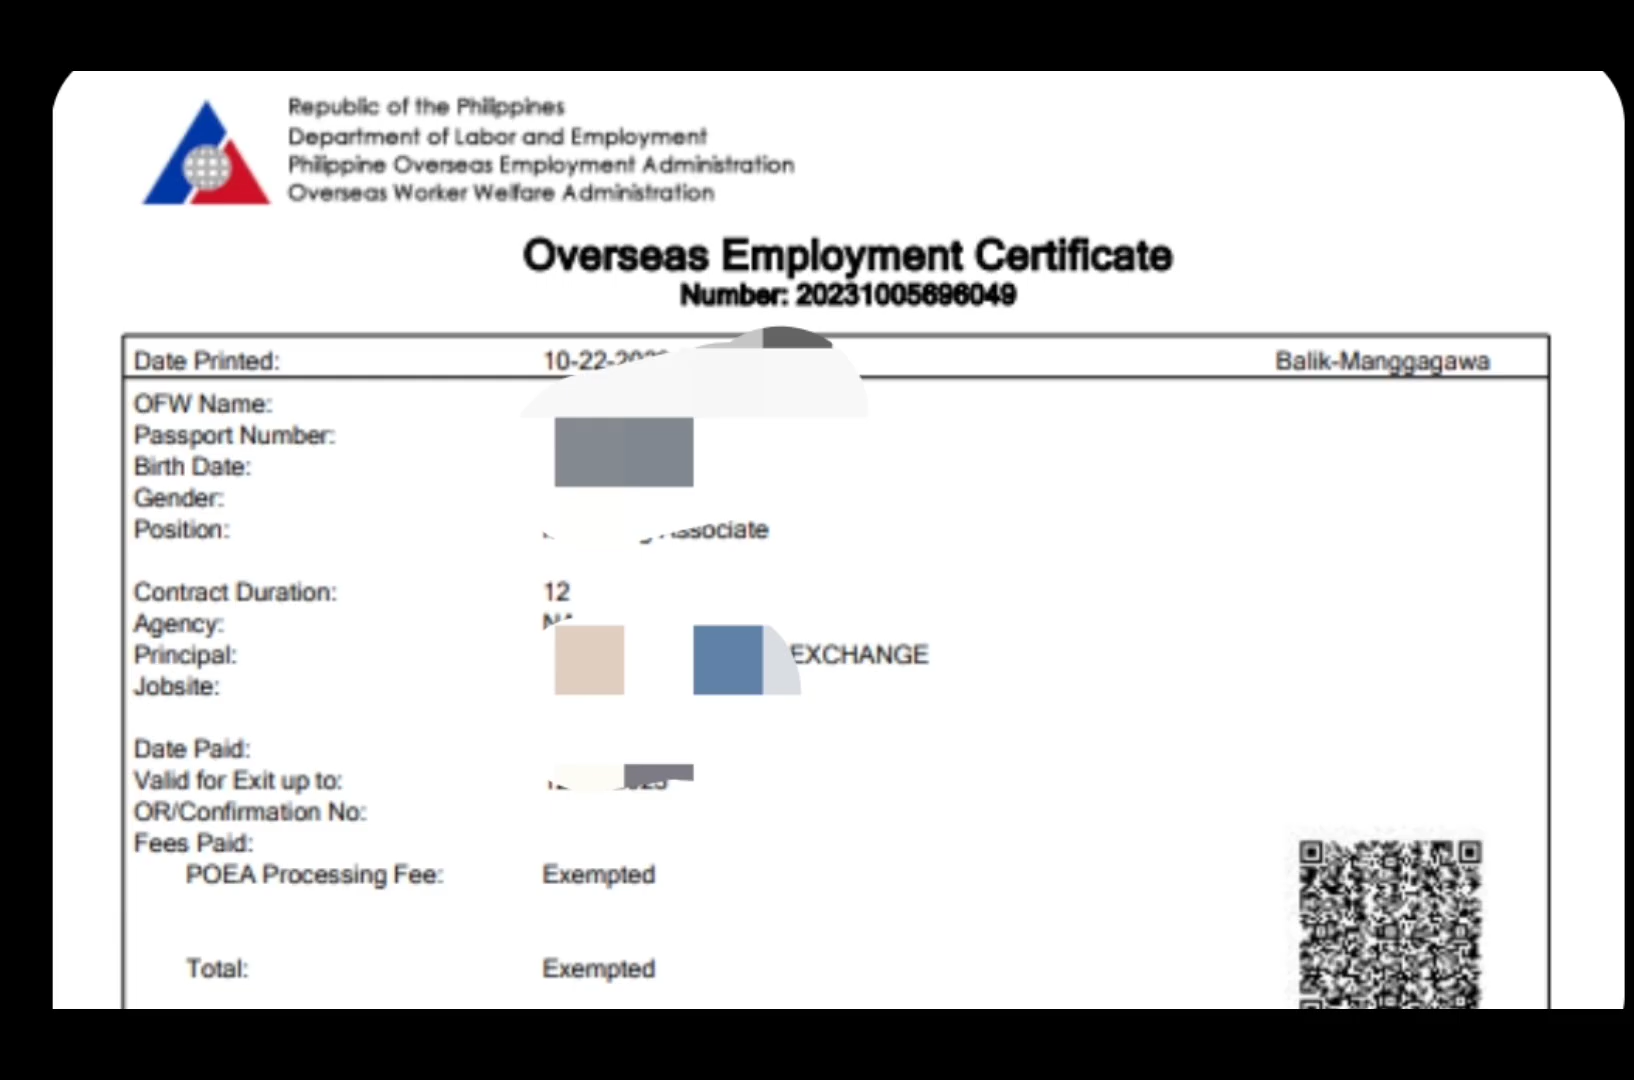 Republic of the Philippines
Department of Labor and Employment
Philippine Overseas Employment Administration
Overseas Worker Welfare Administration
Overseas Employment Certificate
Number: 20231005696049
Date Printed: Balik-Manggagawa
OFW Name:
Passport Number:
Birth Date:
Gender:
Position: Associate
Contract Duration: 12
Agency:
Principal: EXCHANGE
Jobsite:
Date Paid:
Valid for Exit up to:
OR/Confirmation No:
Fees Paid:
POEA Processing Fee: Exempted
Total: Exempted